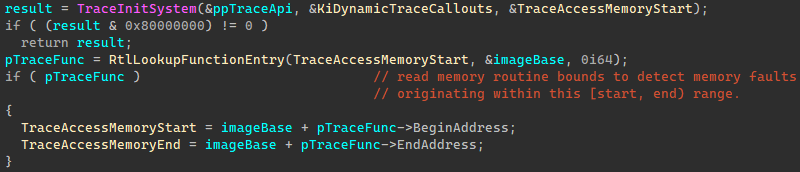 result = TraceInitSystem(&ppTraceApi, &KiDynamicTraceCallouts, &TraceAccessMemoryStart);
if ( (result & 0x80000000) != 0 )
return result;
pTraceFunc = RtlLookupFunctionEntry(TraceAccessMemoryStart, &imageBase, 0i64);
if ( pTraceFunc ) // read memory routine bounds to detect memory faults
// originating within this [start, end) range.
{
TraceAccessMemoryStart = imageBase + pTraceFunc->BeginAddress;
TraceAccessMemoryEnd = imageBase + pTraceFunc->EndAddress;
}